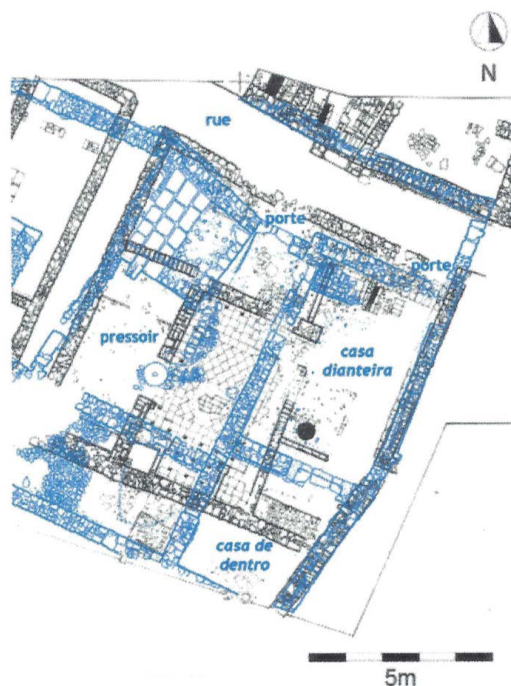 N
rue
porte
porte
pressoir
casa
dianteira
casa de
dentro
5m